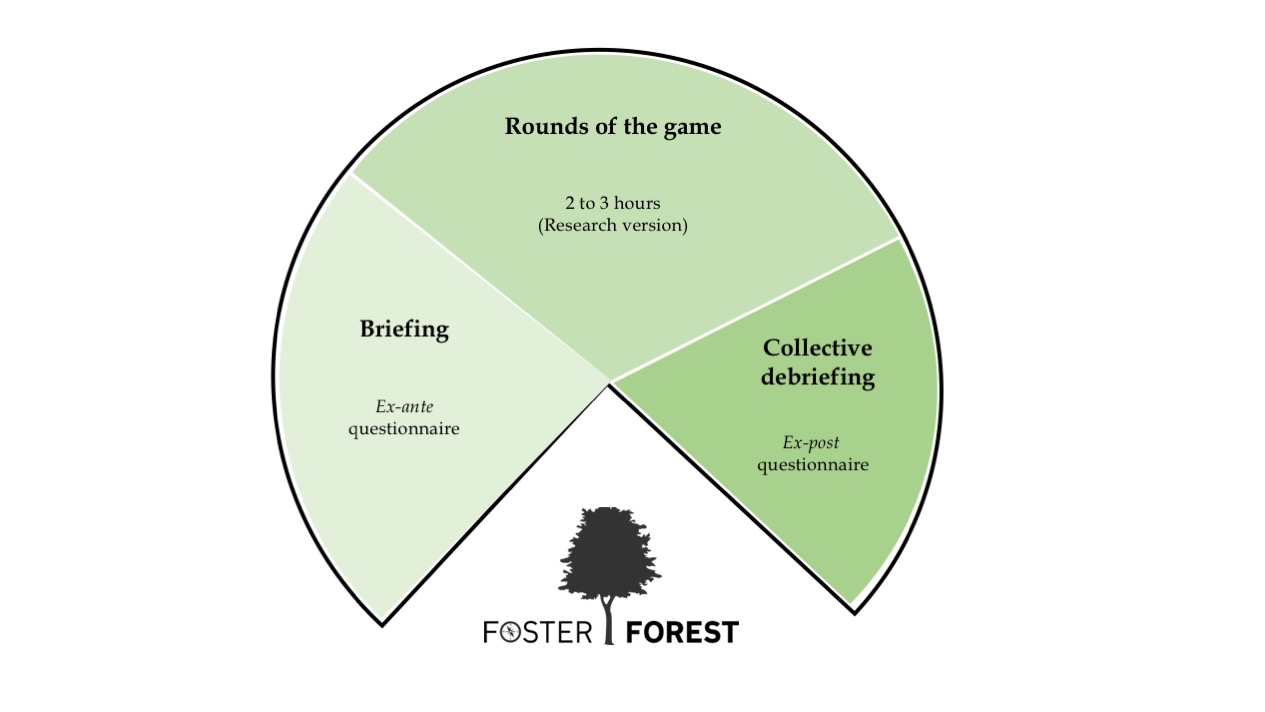 Rounds of the game
2 to 3 hours
(Research version)
Briefing
Ex-ante
questionnaire
Collective
debriefing
Ex-post
questionnaire
FOSTER FOREST